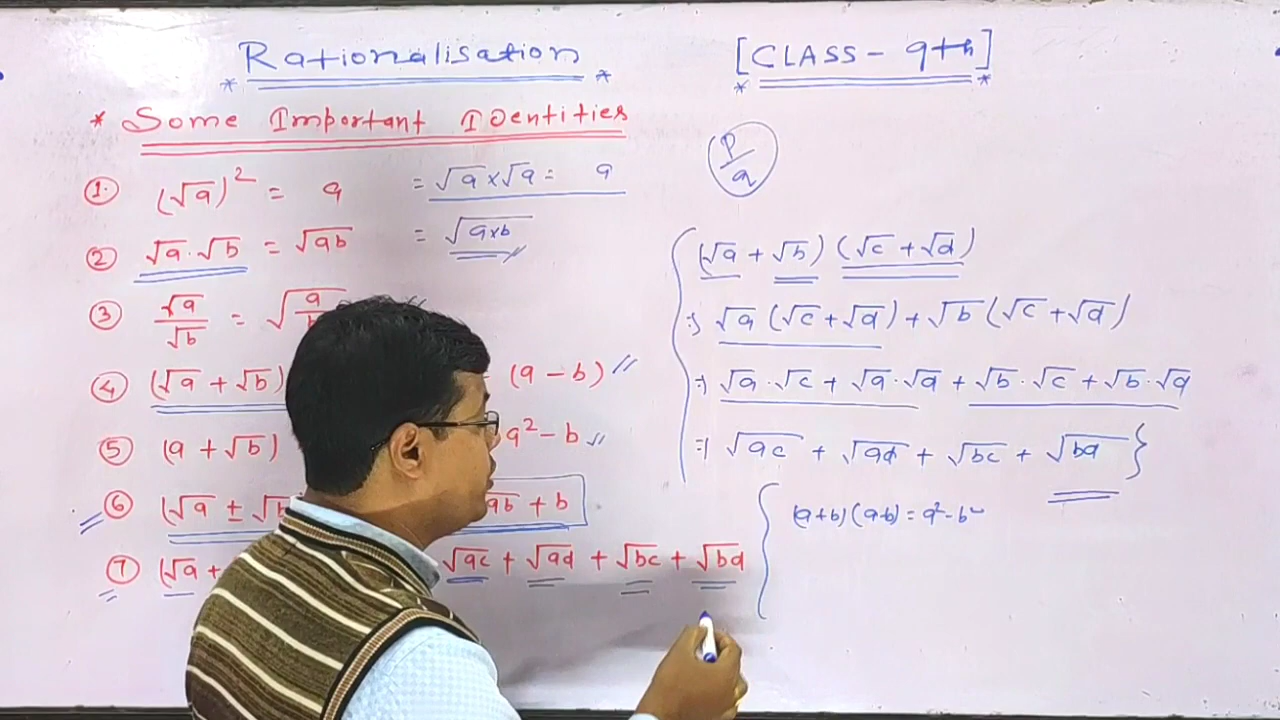 Rationalisation
[CLASS - 9th]
* Some Important IDentities
① (√a)² = a = √a×√a = a
② √a·√b = √ab = √a×b
③ √a/√b = √a/
④ (√a + √b) = (a - b)
⑤ (a + √b) a² - b
⑥ (√a ± √b ab + b
⑦ (√a + √ac + √ad + √bc + √bd
P/q
(√a + √b) (√c + √d)
⇒ √a (√c + √d) + √b (√c + √d)
⇒ √a·√c + √a·√d + √b·√c + √b·√d
⇒ √ac + √ad + √bc + √bd }
{ (a+b) (a-b) = a² - b²